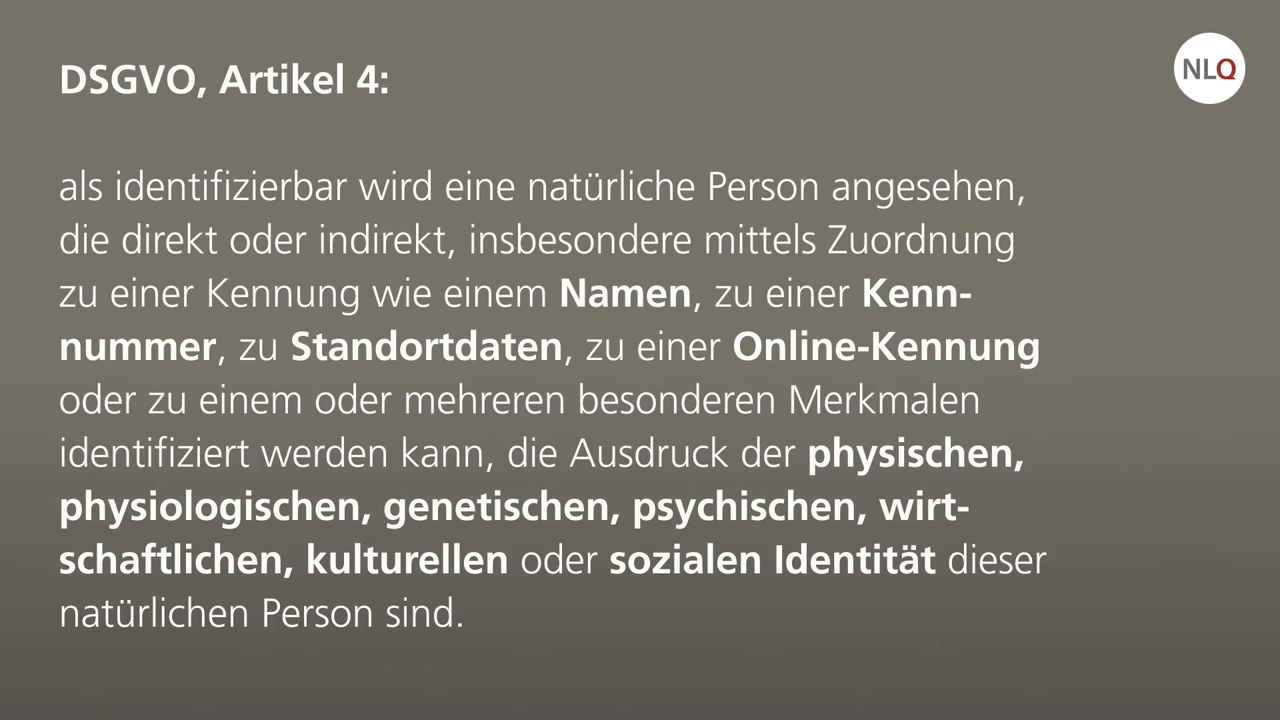 DSGVO, Artikel 4:
NLQ
als identifizierbar wird eine natürliche Person angesehen,
die direkt oder indirekt, insbesondere mittels Zuordnung
zu einer Kennung wie einem Namen, zu einer Kenn-
nummer, zu Standortdaten, zu einer Online-Kennung
oder zu einem oder mehreren besonderen Merkmalen
identifiziert werden kann, die Ausdruck der physischen,
physiologischen, genetischen, psychischen, wirt-
schaftlichen, kulturellen oder sozialen Identität dieser
natürlichen Person sind.